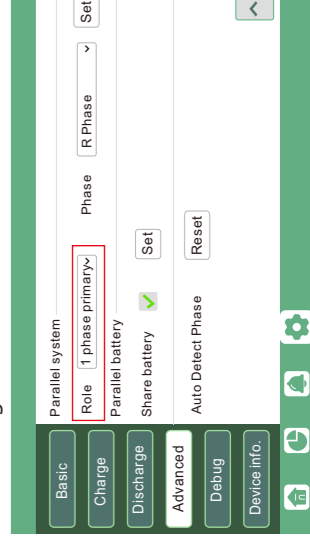 Basic
Charge
Discharge
Advanced
Debug
Device info.
Parallel system
Role 1 phase primary Phase R Phase Set
Parallel battery
Share battery Set
Auto Detect Phase Reset